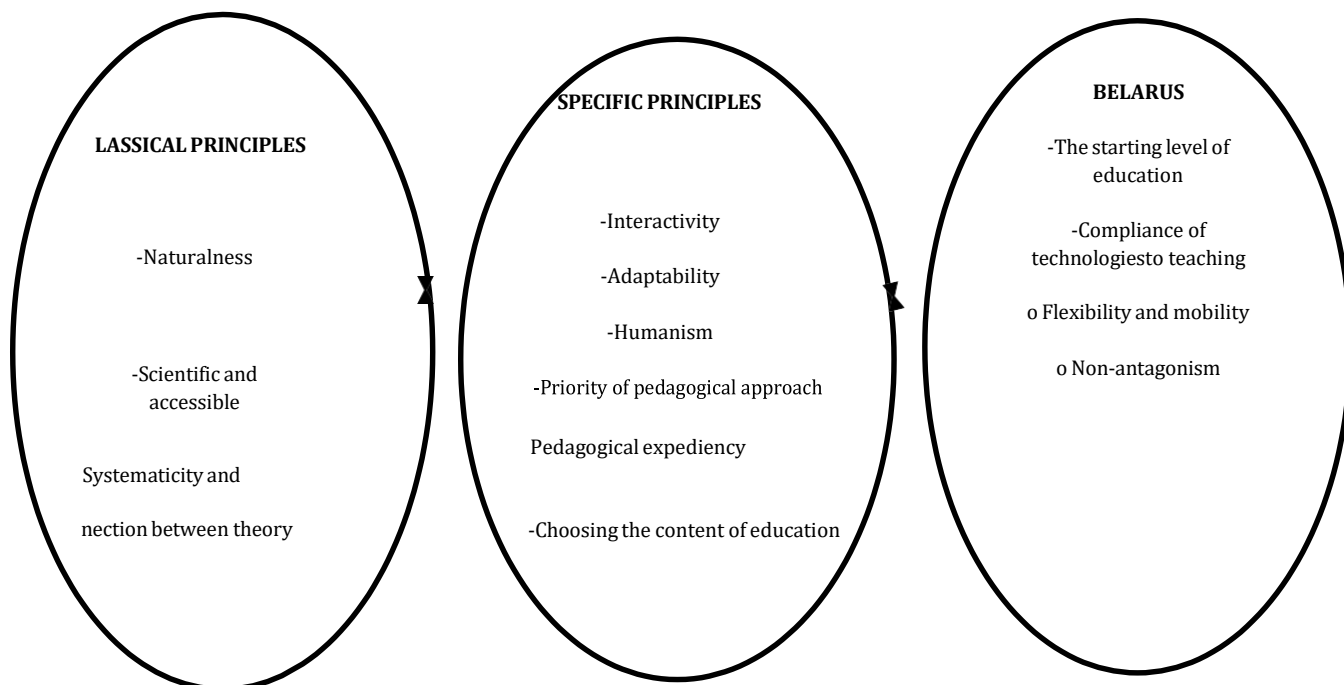 LASSICAL PRINCIPLES
-Naturalness
-Scientific and
accessible
Systematicity and
nection between theory
SPECIFIC PRINCIPLES
-Interactivity
-Adaptability
-Humanism
-Priority of pedagogical approach
Pedagogical expediency
-Choosing the content of education
BELARUS
-The starting level of
education
-Compliance of
technologiesto teaching
o Flexibility and mobility
o Non-antagonism